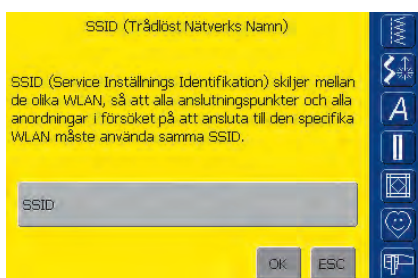 SSID (Trådlöst Nätverks Namn)
SSID (Service Inställnings Identifikation) skiljer mellan
de olika WLAN, så att alla anslutningspunkter och alla
anordningar i försöket på att ansluta till den specifika
WLAN måste använda samma SSID.
SSID
OK ESC
A